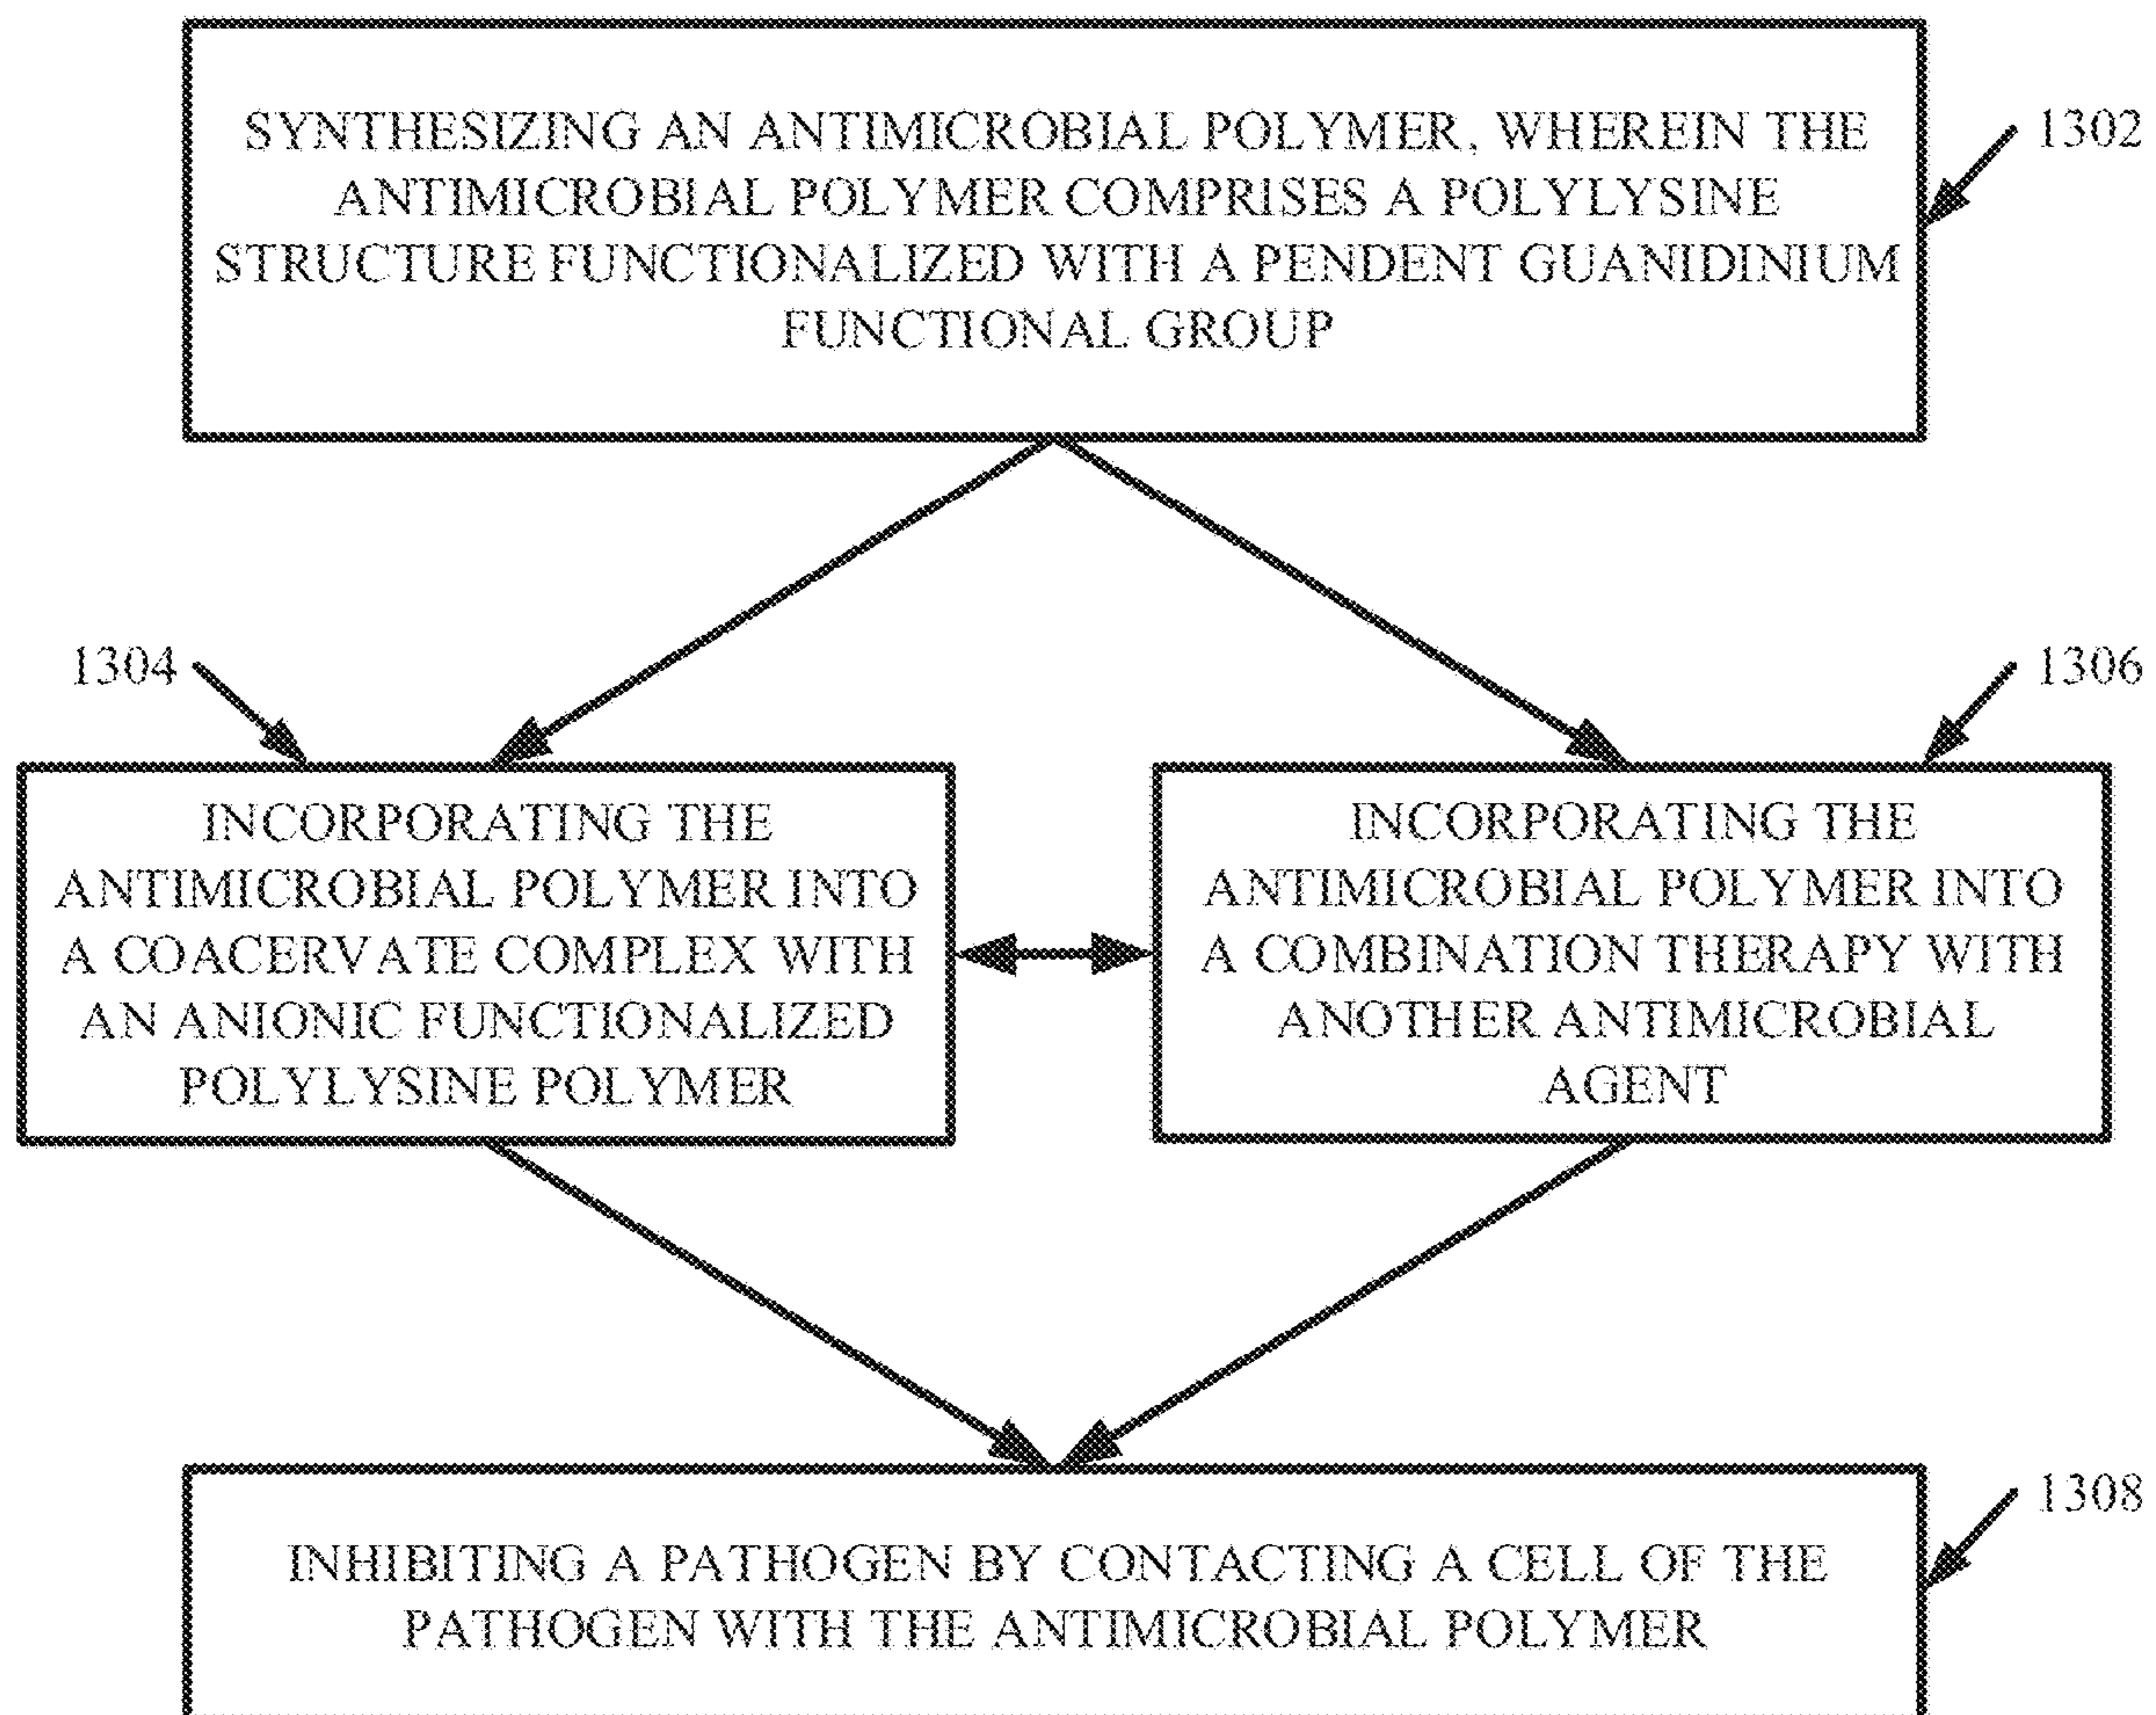 SYNTHESIZING AN ANTIMICROBIAL POLYMER, WHEREIN THE
ANTIMICROBIAL POLYMER COMPRISES A POLYLYSINE
STRUCTURE FUNCTIONALIZED WITH A PENDENT GUANIDINIUM
FUNCTIONAL GROUP
1302
1304
1306
INCORPORATING THE
ANTIMICROBIAL POLYMER INTO
A COACERVATE COMPLEX WITH
AN ANIONIC FUNCTIONALIZED
POLYLYSINE POLYMER
INCORPORATING THE
ANTIMICROBIAL POLYMER INTO
A COMBINATION THERAPY WITH
ANOTHER ANTIMICROBIAL
AGENT
1308
INHIBITING A PATHOGEN BY CONTACTING A CELL OF THE
PATHOGEN WITH THE ANTIMICROBIAL POLYMER